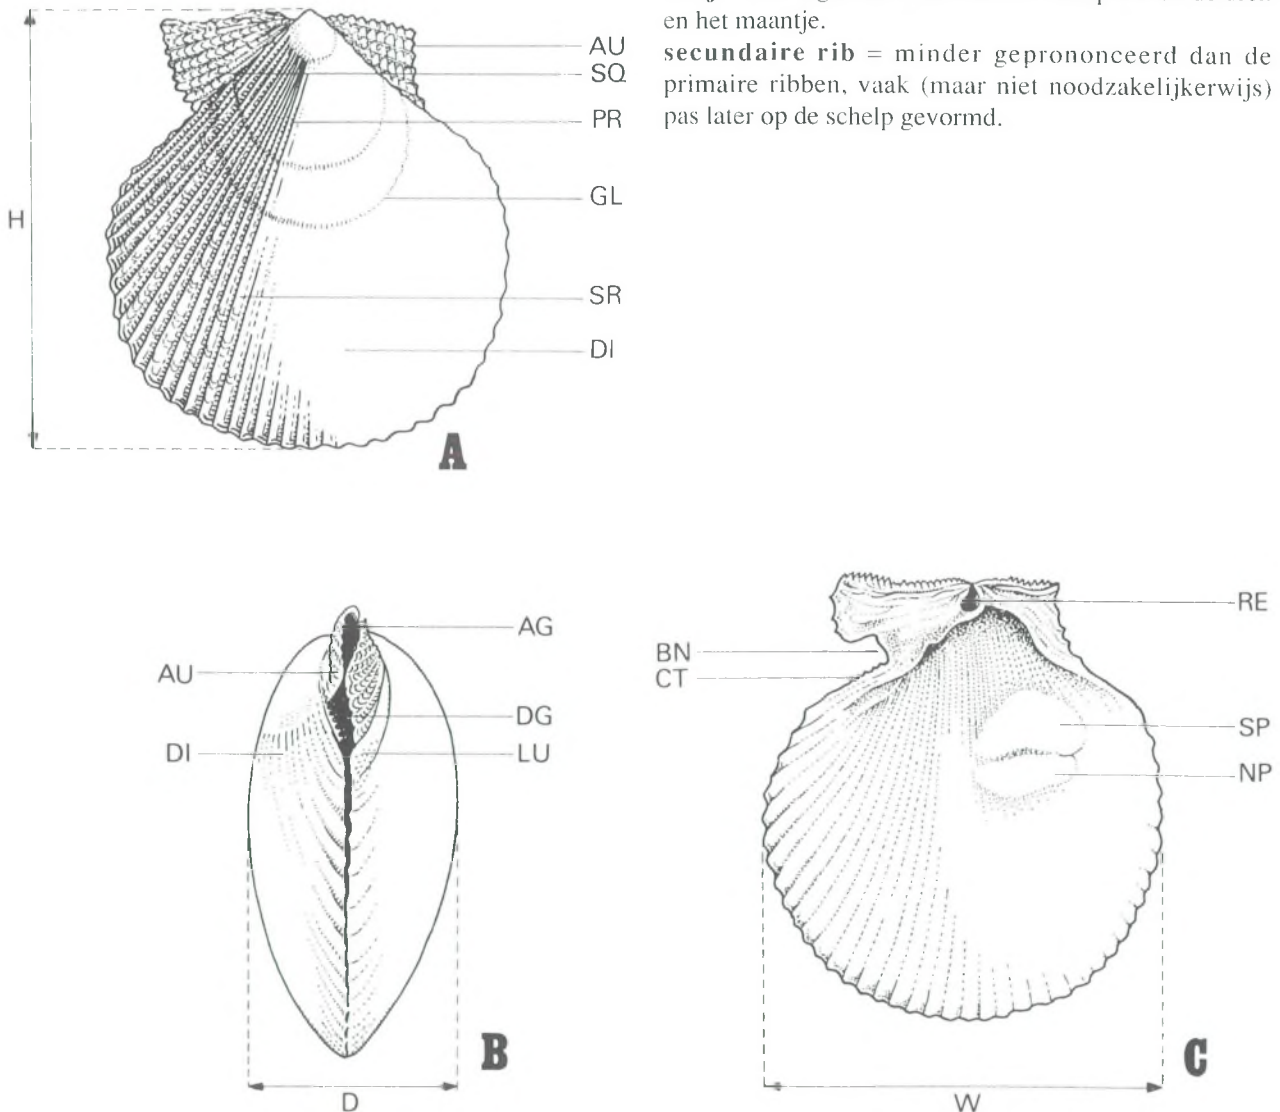 en het maantje.
secundaire rib = minder geprononceerd dan de
primaire ribben, vaak (maar niet noodzakelijkerwijs)
pas later op de schelp gevormd.
AU
SQ
PR
GL
SR
DI
H
A
AG
AU
DG
DI
LU
B
D
RE
BN
CT
SP
NP
C
W